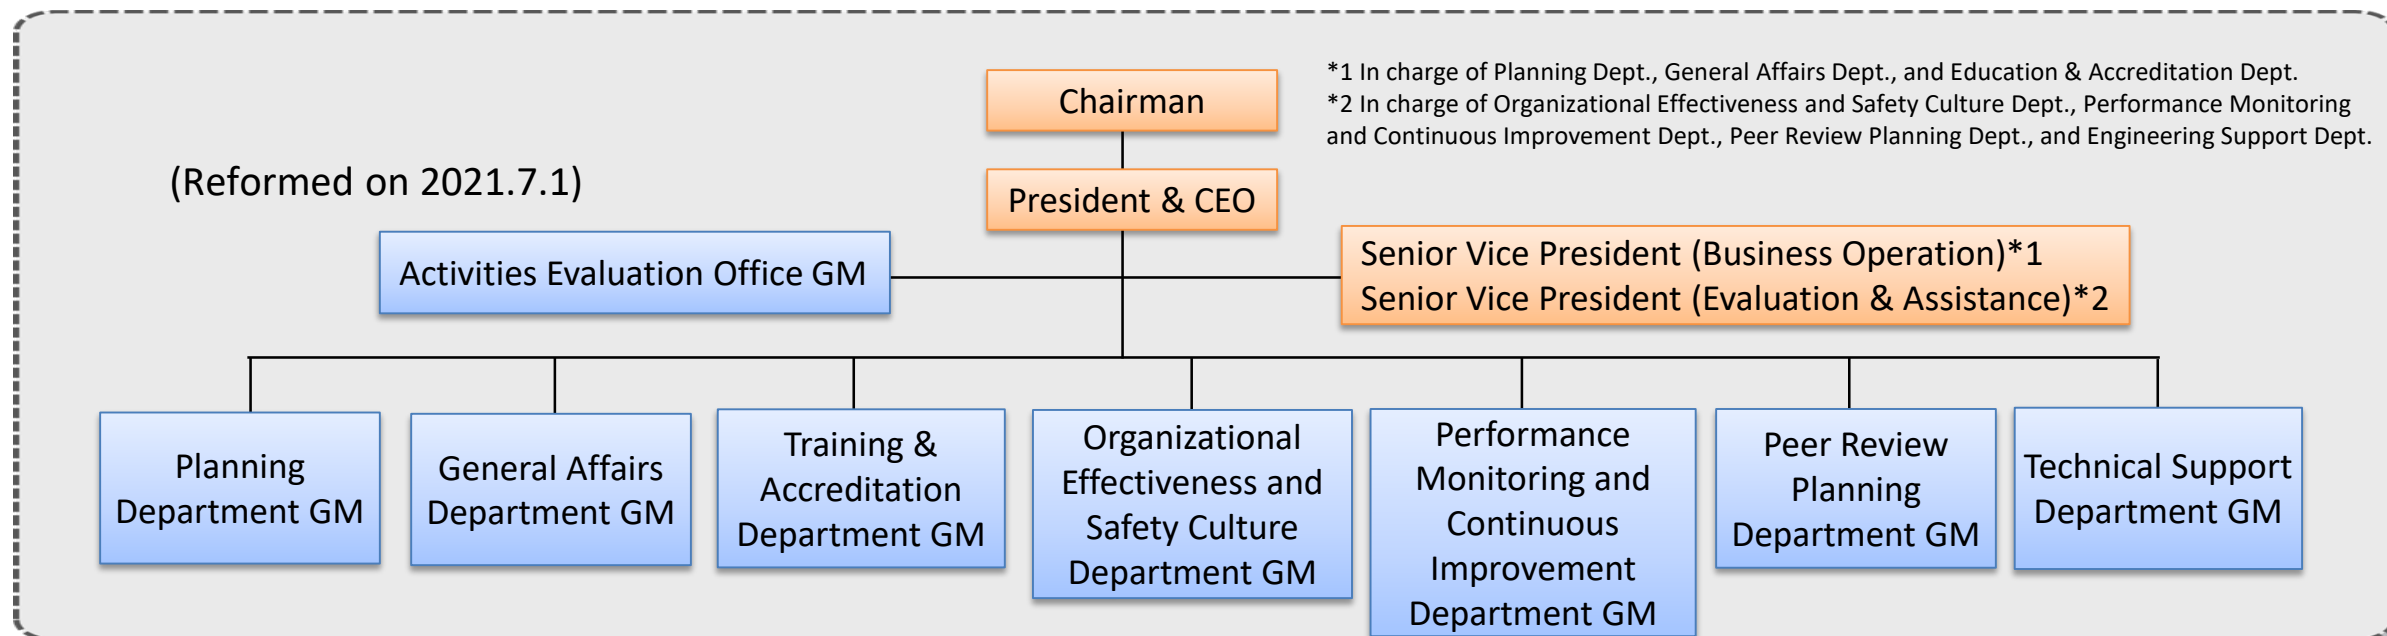 *1 In charge of Planning Dept., General Affairs Dept., and Education & Accreditation Dept.
*2 In charge of Organizational Effectiveness and Safety Culture Dept., Performance Monitoring
and Continuous Improvement Dept., Peer Review Planning Dept., and Engineering Support Dept.
Chairman
(Reformed on 2021.7.1)
President & CEO
Activities Evaluation Office GM
Senior Vice President (Business Operation)*1
Senior Vice President (Evaluation & Assistance)*2
Planning
Department GM
General Affairs
Department GM
Training &
Accreditation
Department GM
Organizational
Effectiveness and
Safety Culture
Department GM
Performance
Monitoring and
Continuous
Improvement
Department GM
Peer Review
Planning
Department GM
Technical Support
Department GM